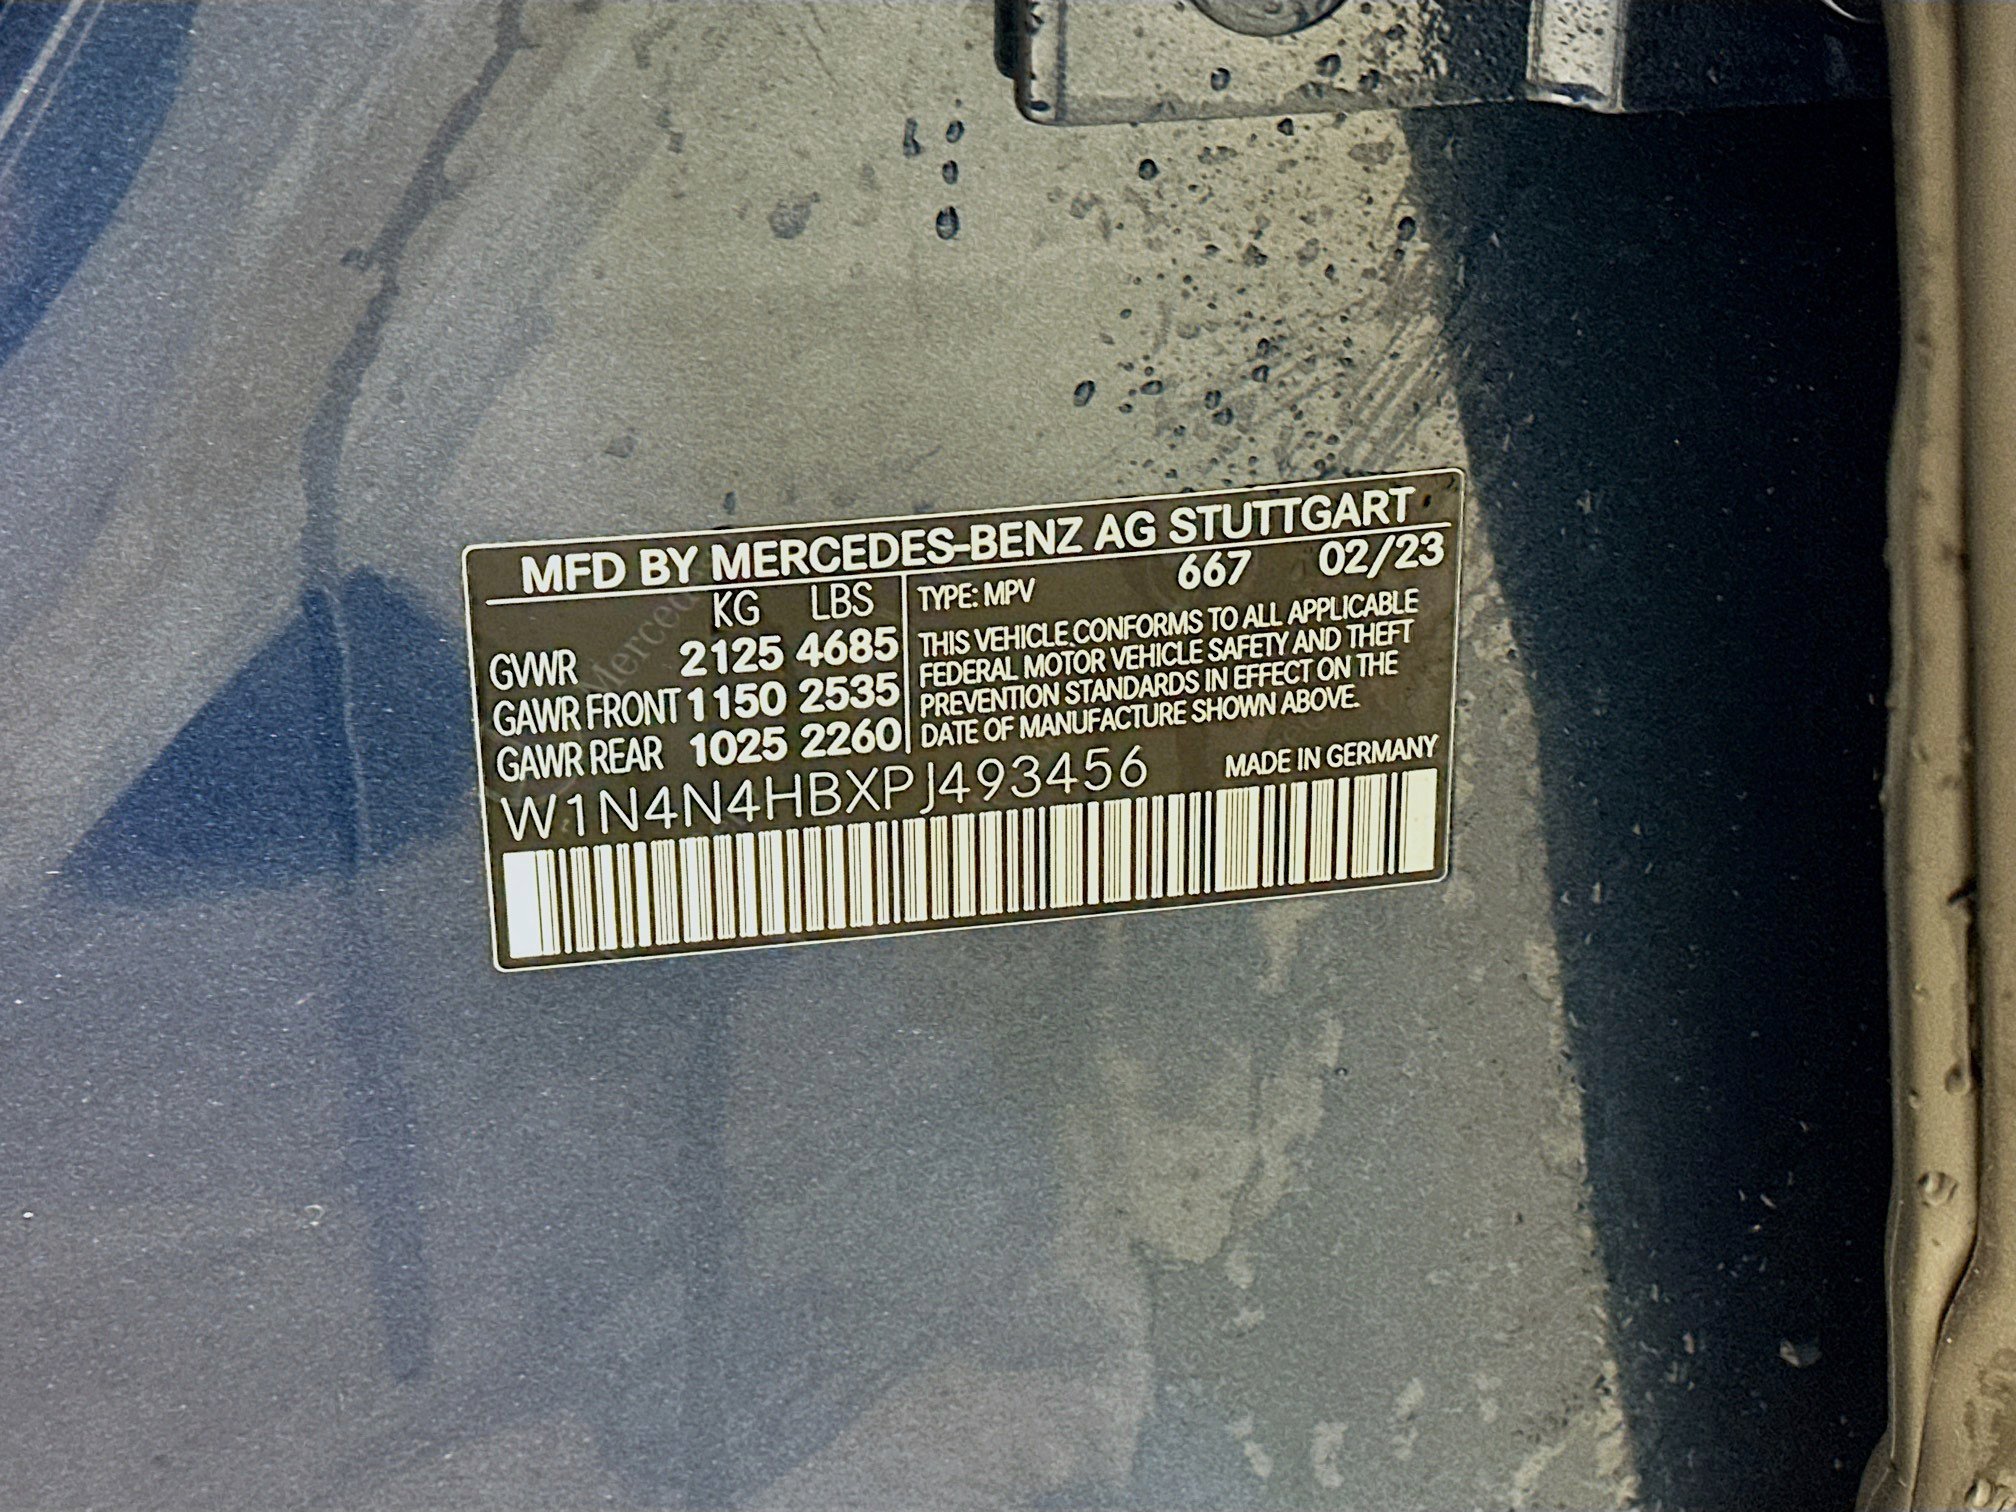 MFD BY MERCEDES-BENZ AG STUTTGART
KG LBS
GVWR 2125 4685
GAWR FRONT 1150 2535
GAWR REAR 1025 2260
TYPE: MPV 667 02/23
THIS VEHICLE CONFORMS TO ALL APPLICABLE
FEDERAL MOTOR VEHICLE SAFETY AND THEFT
PREVENTION STANDARDS IN EFFECT ON THE
DATE OF MANUFACTURE SHOWN ABOVE.
W1N4N4HBXPJ493456
MADE IN GERMANY